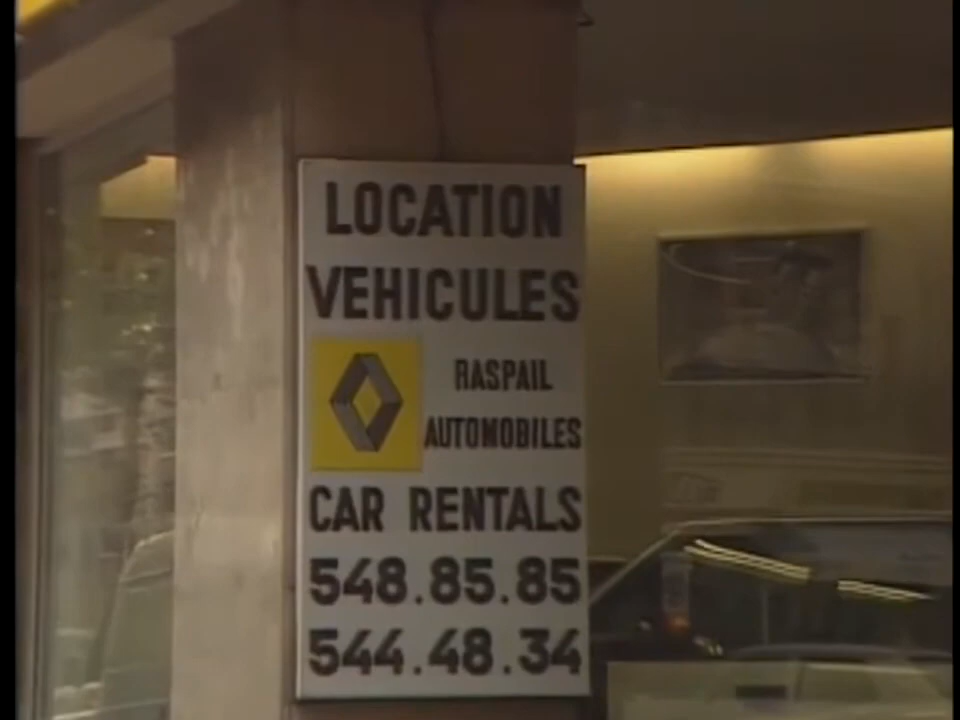 LOCATION
VEHICULES
RASPAIL
AUTOMOBILES
CAR RENTALS
548.85.85
544.48.34